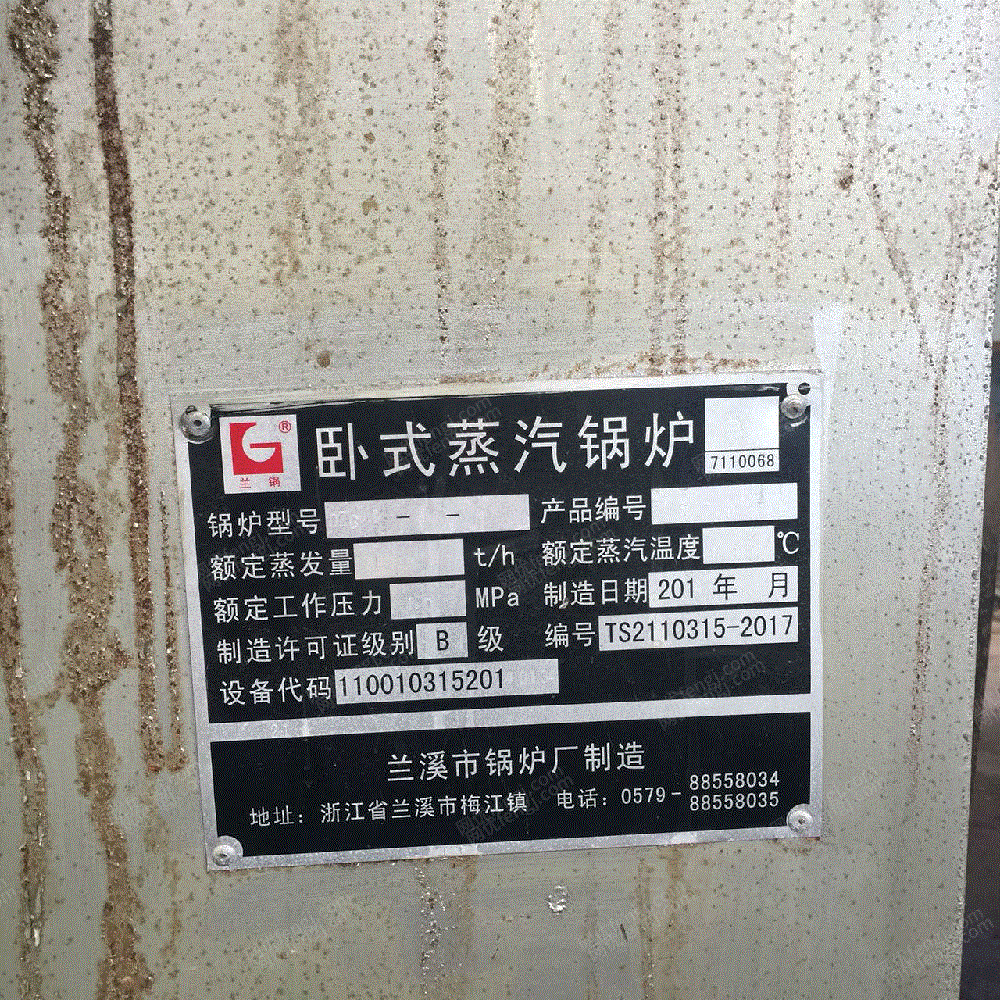 兰锅 ®
卧式蒸汽锅炉
7110068
锅炉型号 - - 产品编号
额定蒸发量 t/h 额定蒸汽温度 ℃
额定工作压力 MPa 制造日期 201 年 月
制造许可证级别 B 级 编号 TS2110315-2017
设备代码 110010315201
兰溪市锅炉厂制造
地址：浙江省兰溪市梅江镇 电话：0579-88558034
88558035